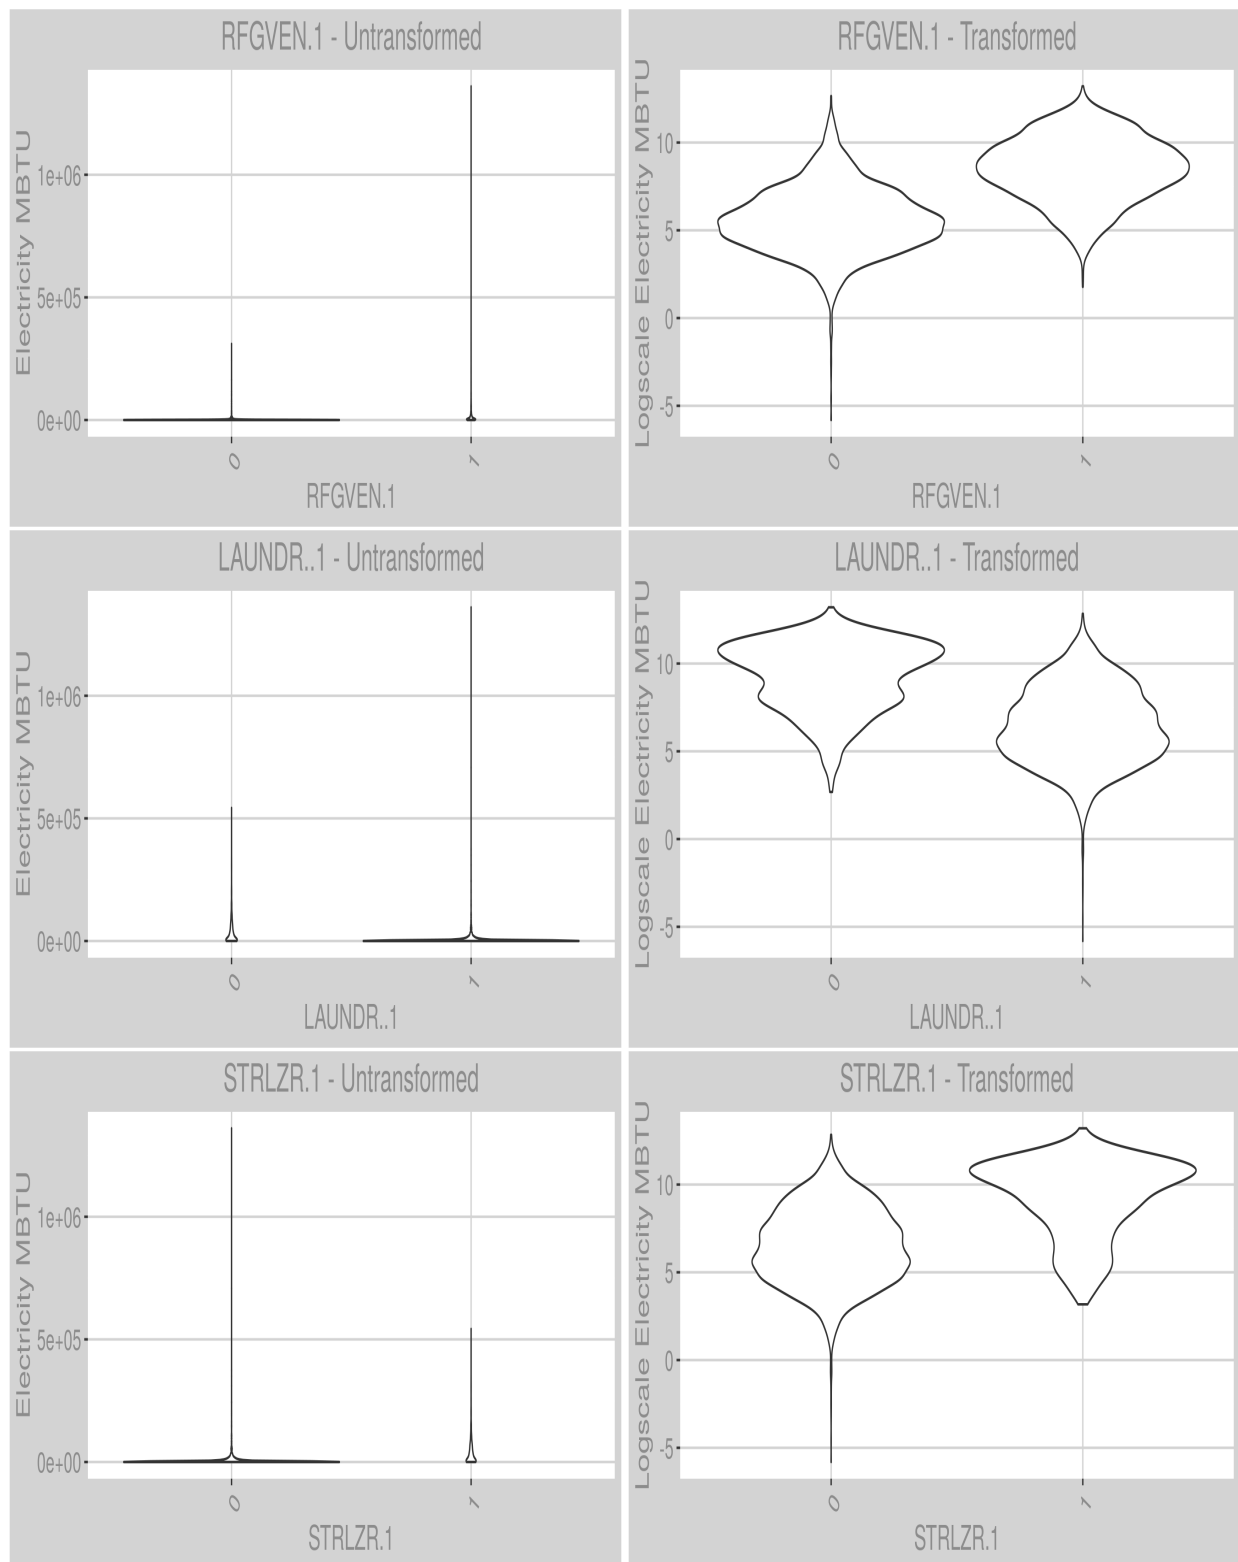 RFGVEN.1 - Untransformed
Electricity MBTU
1e+06
5e+05
0e+00
0
1
RFGVEN.1
RFGVEN.1 - Transformed
Logscale Electricity MBTU
10
5
0
-5
0
1
RFGVEN.1
LAUNDR..1 - Untransformed
Electricity MBTU
1e+06
5e+05
0e+00
0
1
LAUNDR..1
LAUNDR..1 - Transformed
Logscale Electricity MBTU
10
5
0
-5
0
1
LAUNDR..1
STRLZR.1 - Untransformed
Electricity MBTU
1e+06
5e+05
0e+00
0
1
STRLZR.1
STRLZR.1 - Transformed
Logscale Electricity MBTU
10
5
0
-5
0
1
STRLZR.1